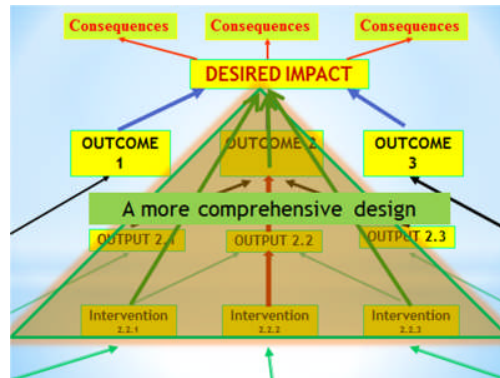 Consequences Consequences Consequences
DESIRED IMPACT
OUTCOME 1
OUTCOME 2
OUTCOME 3
A more comprehensive design
OUTPUT 2.1 OUTPUT 2.2 OUTPUT 2.3
Intervention 2.2.1
Intervention 2.2.2
Intervention 2.2.3